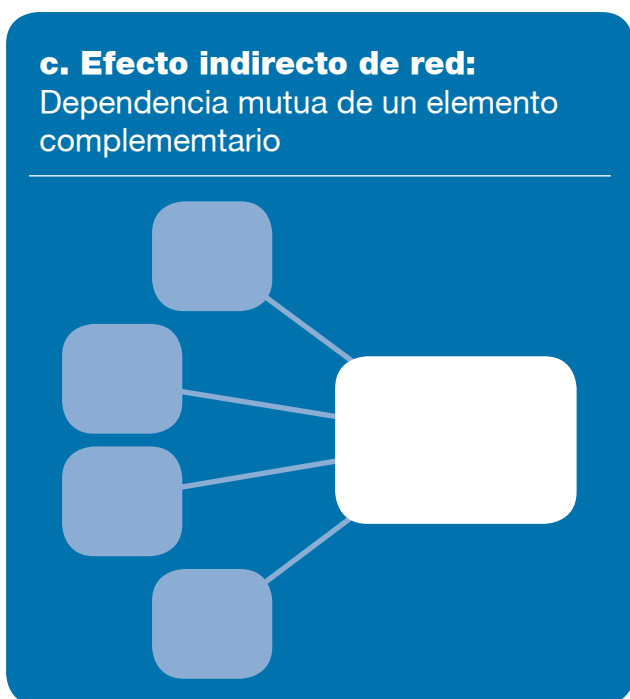 c. Efecto indirecto de red:
Dependencia mutua de un elemento
complememtario